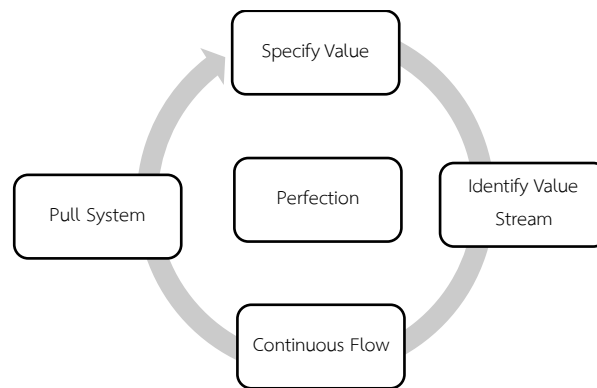 Specify Value
Pull System
Perfection
Identify Value
Stream
Continuous Flow